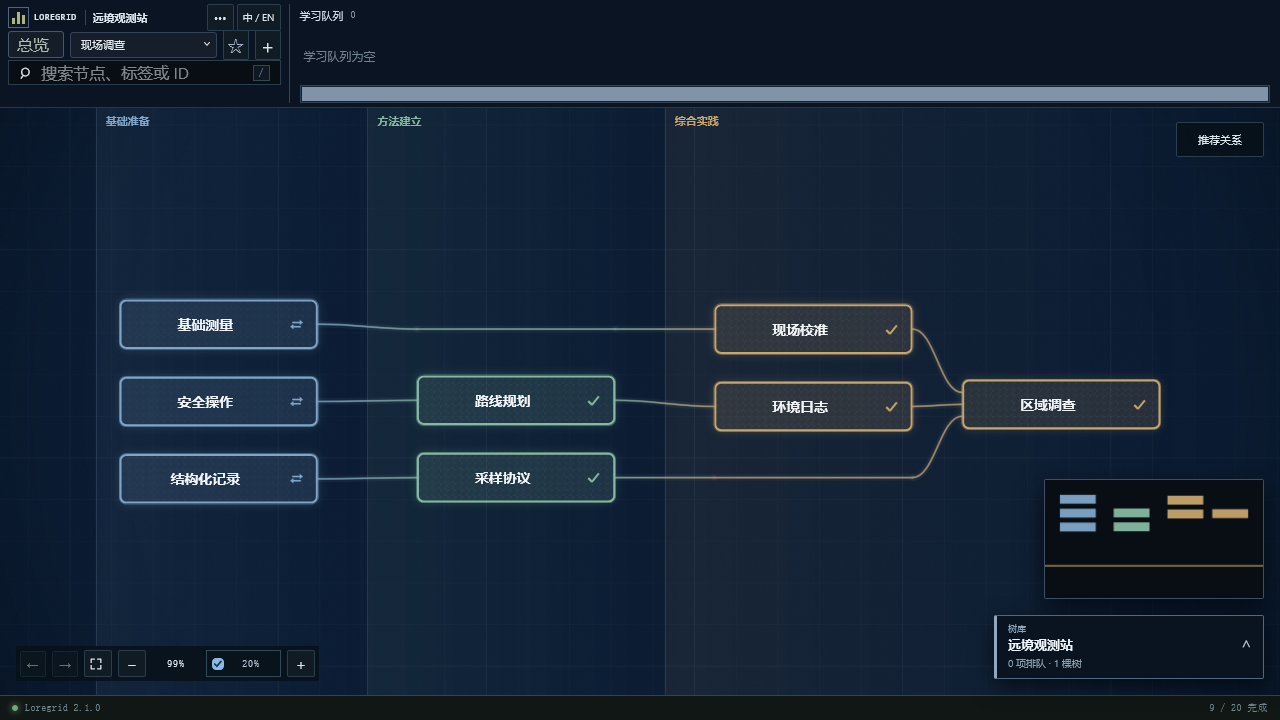 LOREGRID 远境观测站 ••• 中 / EN
总览 现场调查 ☆ +
搜索节点、标签或 ID /
学习队列 0
学习队列为空
基础准备 方法建立 综合实践
推荐关系
基础测量 ⇄
现场校准 ✓
安全操作 ⇄
路线规划 ✓
环境日志 ✓
区域调查 ✓
结构化记录 ⇄
采样协议 ✓
树库
远境观测站
0 项排队 · 1 棵树
← → − 99% 20% +
Loregrid 2.1.0
9 / 20 完成